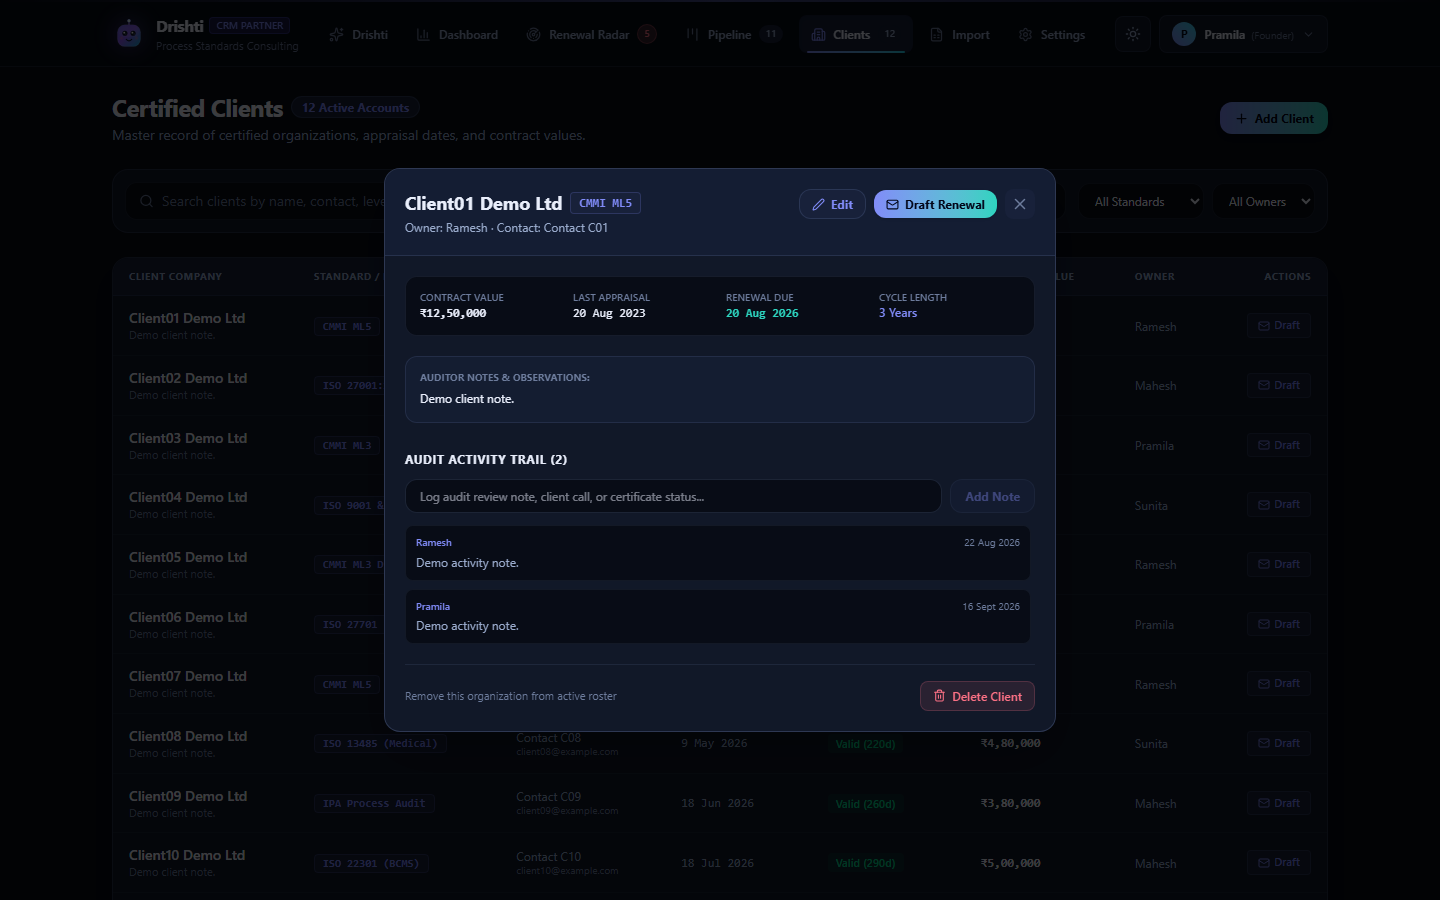 Drishti CRM PARTNER
Process Standards Consulting
Drishti
Dashboard
Renewal Radar 5
Pipeline 11
Clients 12
Import
Settings
P Pramila (Founder)
Certified Clients 12 Active Accounts
Master record of certified organizations, appraisal dates, and contract values.
+ Add Client
Search clients by name, contact, leve
All Standards
All Owners
CLIENT COMPANY
STANDARD /
LUE
OWNER
ACTIONS
Client01 Demo Ltd
Demo client note.
CMMI ML5
Ramesh
Draft
Client02 Demo Ltd
Demo client note.
ISO 27001:
Mahesh
Draft
Client03 Demo Ltd
Demo client note.
CMMI ML3
Pramila
Draft
Client04 Demo Ltd
Demo client note.
ISO 9001 &
Sunita
Draft
Client05 Demo Ltd
Demo client note.
CMMI ML3 D
Ramesh
Draft
Client06 Demo Ltd
Demo client note.
ISO 27701
Pramila
Draft
Client07 Demo Ltd
Demo client note.
CMMI ML5
Ramesh
Draft
Client08 Demo Ltd
Demo client note.
ISO 13485 (Medical)
Contact C08
client08@example.com
9 May 2026
Valid (220d)
₹4,80,000
Sunita
Draft
Client09 Demo Ltd
Demo client note.
IPA Process Audit
Contact C09
client09@example.com
18 Jun 2026
Valid (260d)
₹3,80,000
Mahesh
Draft
Client10 Demo Ltd
Demo client note.
ISO 22301 (BCMS)
Contact C10
client10@example.com
18 Jul 2026
Valid (290d)
₹5,00,000
Mahesh
Draft
Client01 Demo Ltd CMMI ML5
Owner: Ramesh · Contact: Contact C01
Edit
Draft Renewal
CONTRACT VALUE
₹12,50,000
LAST APPRAISAL
20 Aug 2023
RENEWAL DUE
20 Aug 2026
CYCLE LENGTH
3 Years
AUDITOR NOTES & OBSERVATIONS:
Demo client note.
AUDIT ACTIVITY TRAIL (2)
Log audit review note, client call, or certificate status...
Add Note
Ramesh
22 Aug 2026
Demo activity note.
Pramila
16 Sept 2026
Demo activity note.
Remove this organization from active roster
Delete Client